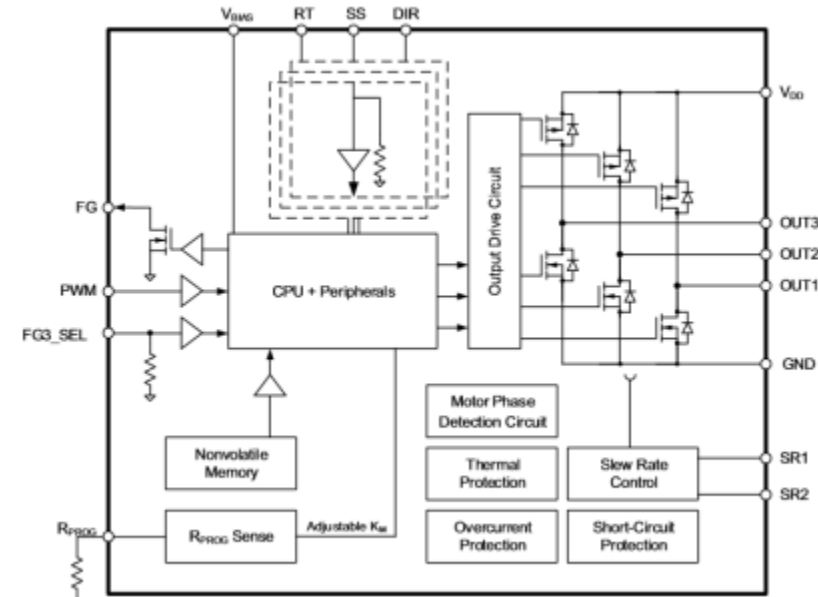 VBIAS RT SS DIR
VDD
FG
OUT3
OUT2
PWM
CPU + Peripherals
Output Drive Circuit
OUT1
FG3_SEL
GND
Motor Phase
Detection Circuit
Nonvolatile
Memory
Thermal
Protection
Slew Rate
Control
SR1
SR2
RPROG
RPROG Sense
Adjustable KM
Overcurrent
Protection
Short-Circuit
Protection